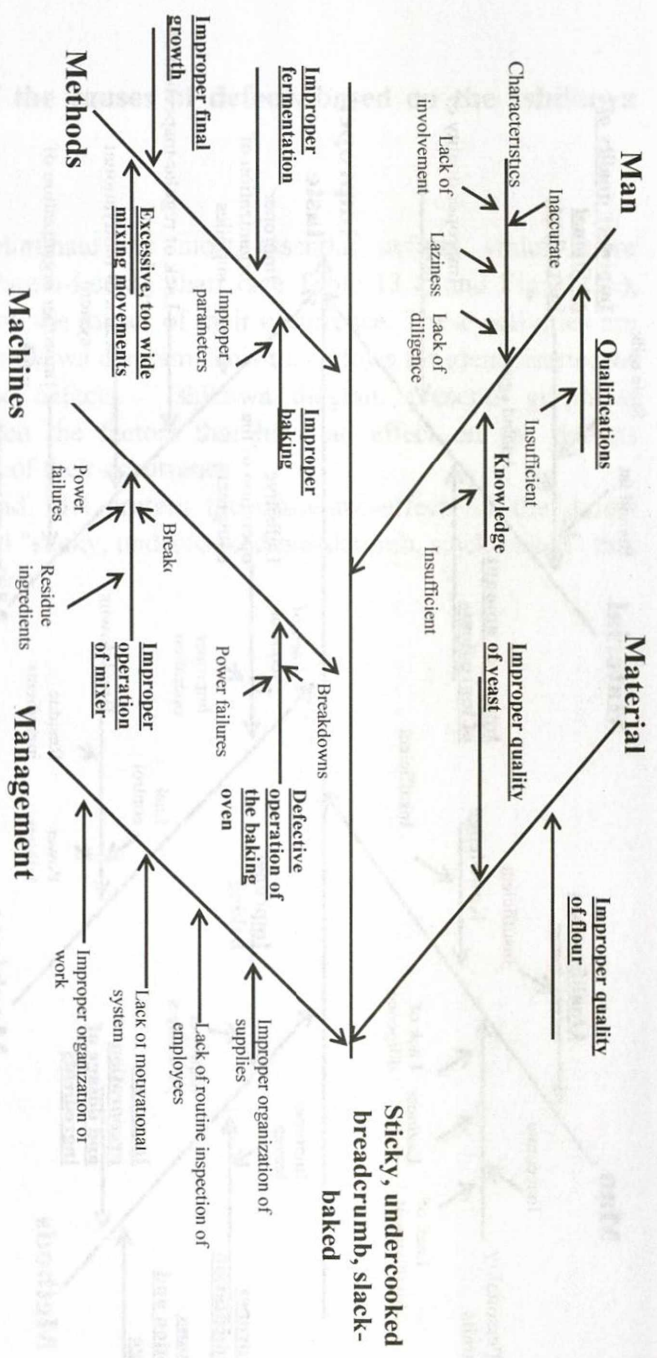 Man
Material
Qualifications
Insufficient
Inaccurate
Characteristics
Lack of
involvement
Laziness
Lack of
diligence
Knowledge
Insufficient
Improper quality
of flour
Improper quality
of yeast
Sticky, undercooked
breadcrumb, slack-
baked
Improper
fermentation
Improper
baking
Improper
parameters
Improper final
growth
Excessive, too wide
mixing movements
Methods
Breakdowns
Power failures
Defective
operation of
the baking
oven
Power
failures
Residue
ingredients
Improper
operation
of mixer
Machines
Improper organization of
supplies
Lack of routine inspection of
employees
Lack of motivational
system
Improper organization of
work
Management